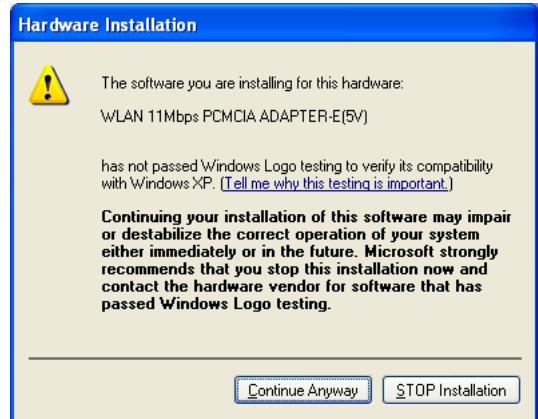 Hardware Installation
The software you are installing for this hardware:
WLAN 11Mbps PCMCIA ADAPTER-E(5V)
has not passed Windows Logo testing to verify its compatibility
with Windows XP. (Tell me why this testing is important.)
Continuing your installation of this software may impair
or destabilize the correct operation of your system
either immediately or in the future. Microsoft strongly
recommends that you stop this installation now and
contact the hardware vendor for software that has
passed Windows Logo testing.
Continue Anyway
STOP Installation